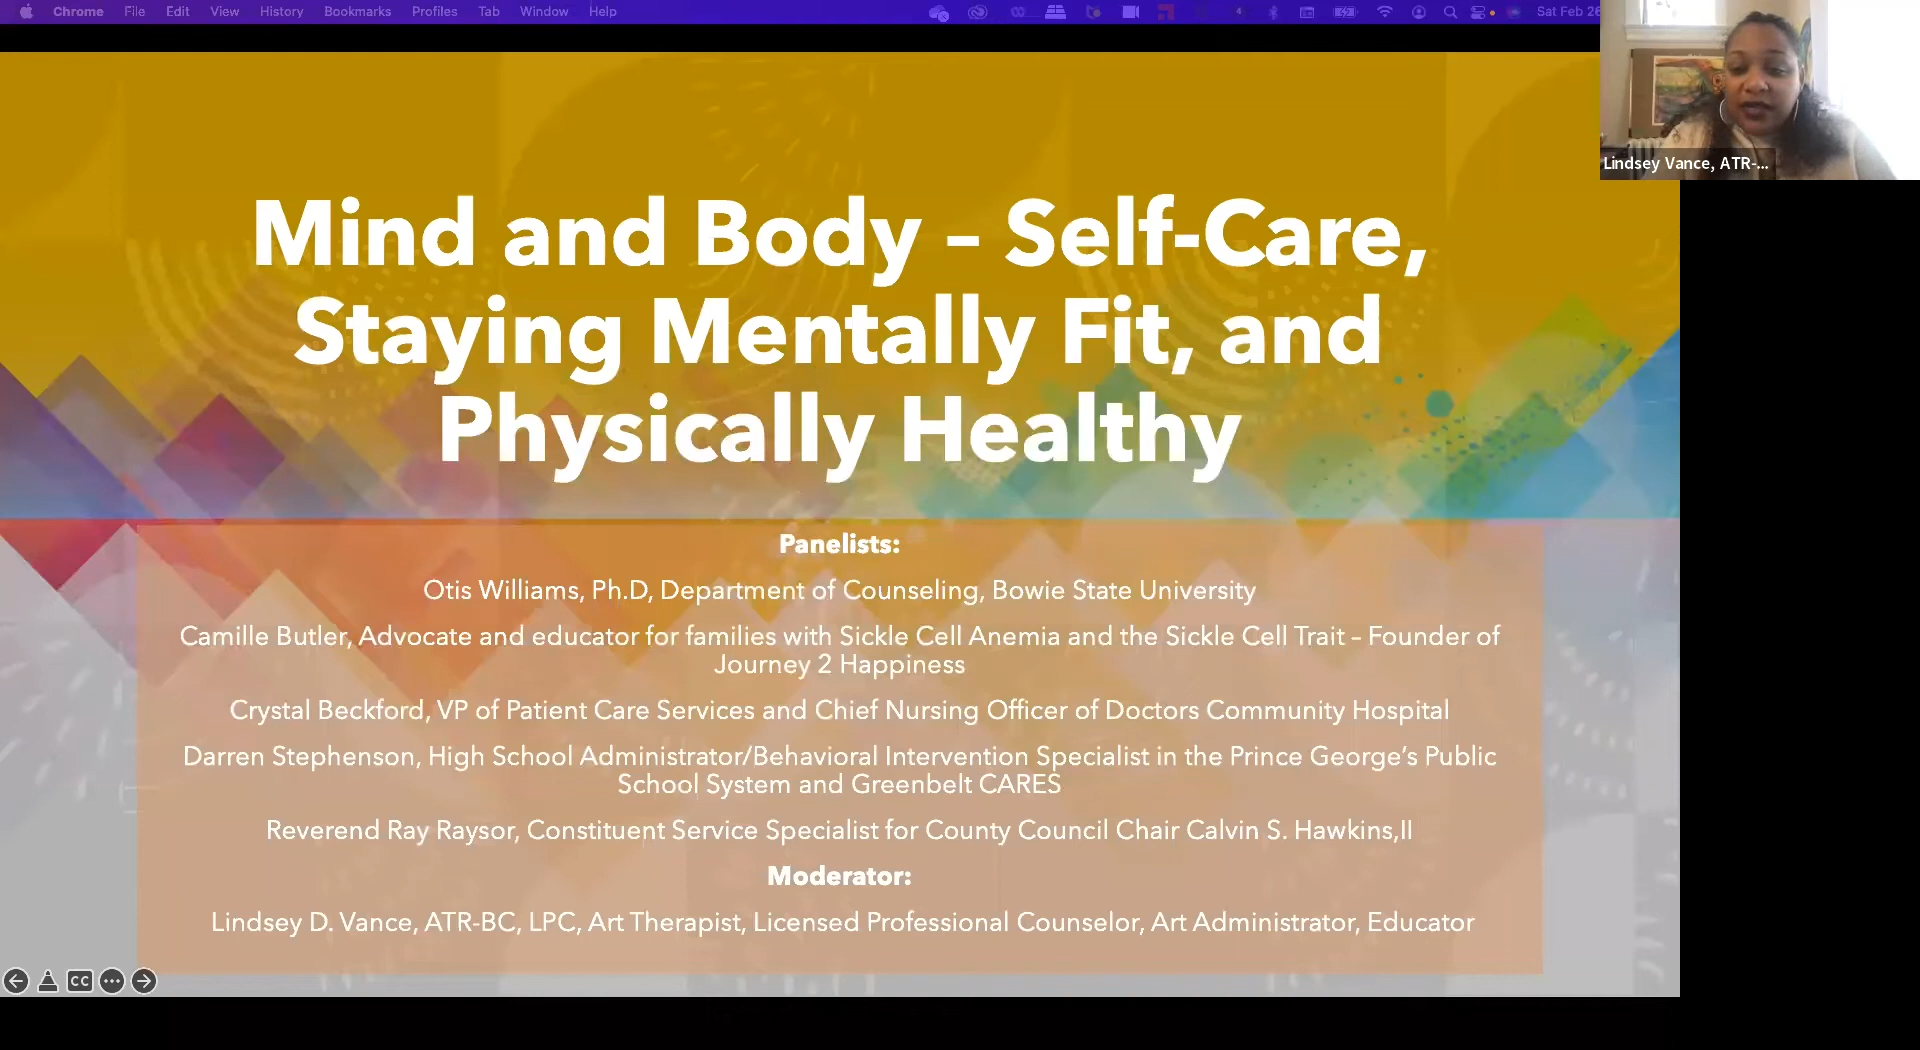 Chrome File Edit View History Bookmarks Profiles Tab Window Help Sat Feb 26
Lindsey Vance, ATR-...
Mind and Body – Self-Care,
Staying Mentally Fit, and
Physically Healthy
Panelists:
Otis Williams, Ph.D, Department of Counseling, Bowie State University
Camille Butler, Advocate and educator for families with Sickle Cell Anemia and the Sickle Cell Trait – Founder of
Journey 2 Happiness
Crystal Beckford, VP of Patient Care Services and Chief Nursing Officer of Doctors Community Hospital
Darren Stephenson, High School Administrator/Behavioral Intervention Specialist in the Prince George’s Public
School System and Greenbelt CARES
Reverend Ray Raysor, Constituent Service Specialist for County Council Chair Calvin S. Hawkins,II
Moderator:
Lindsey D. Vance, ATR-BC, LPC, Art Therapist, Licensed Professional Counselor, Art Administrator, Educator
CC